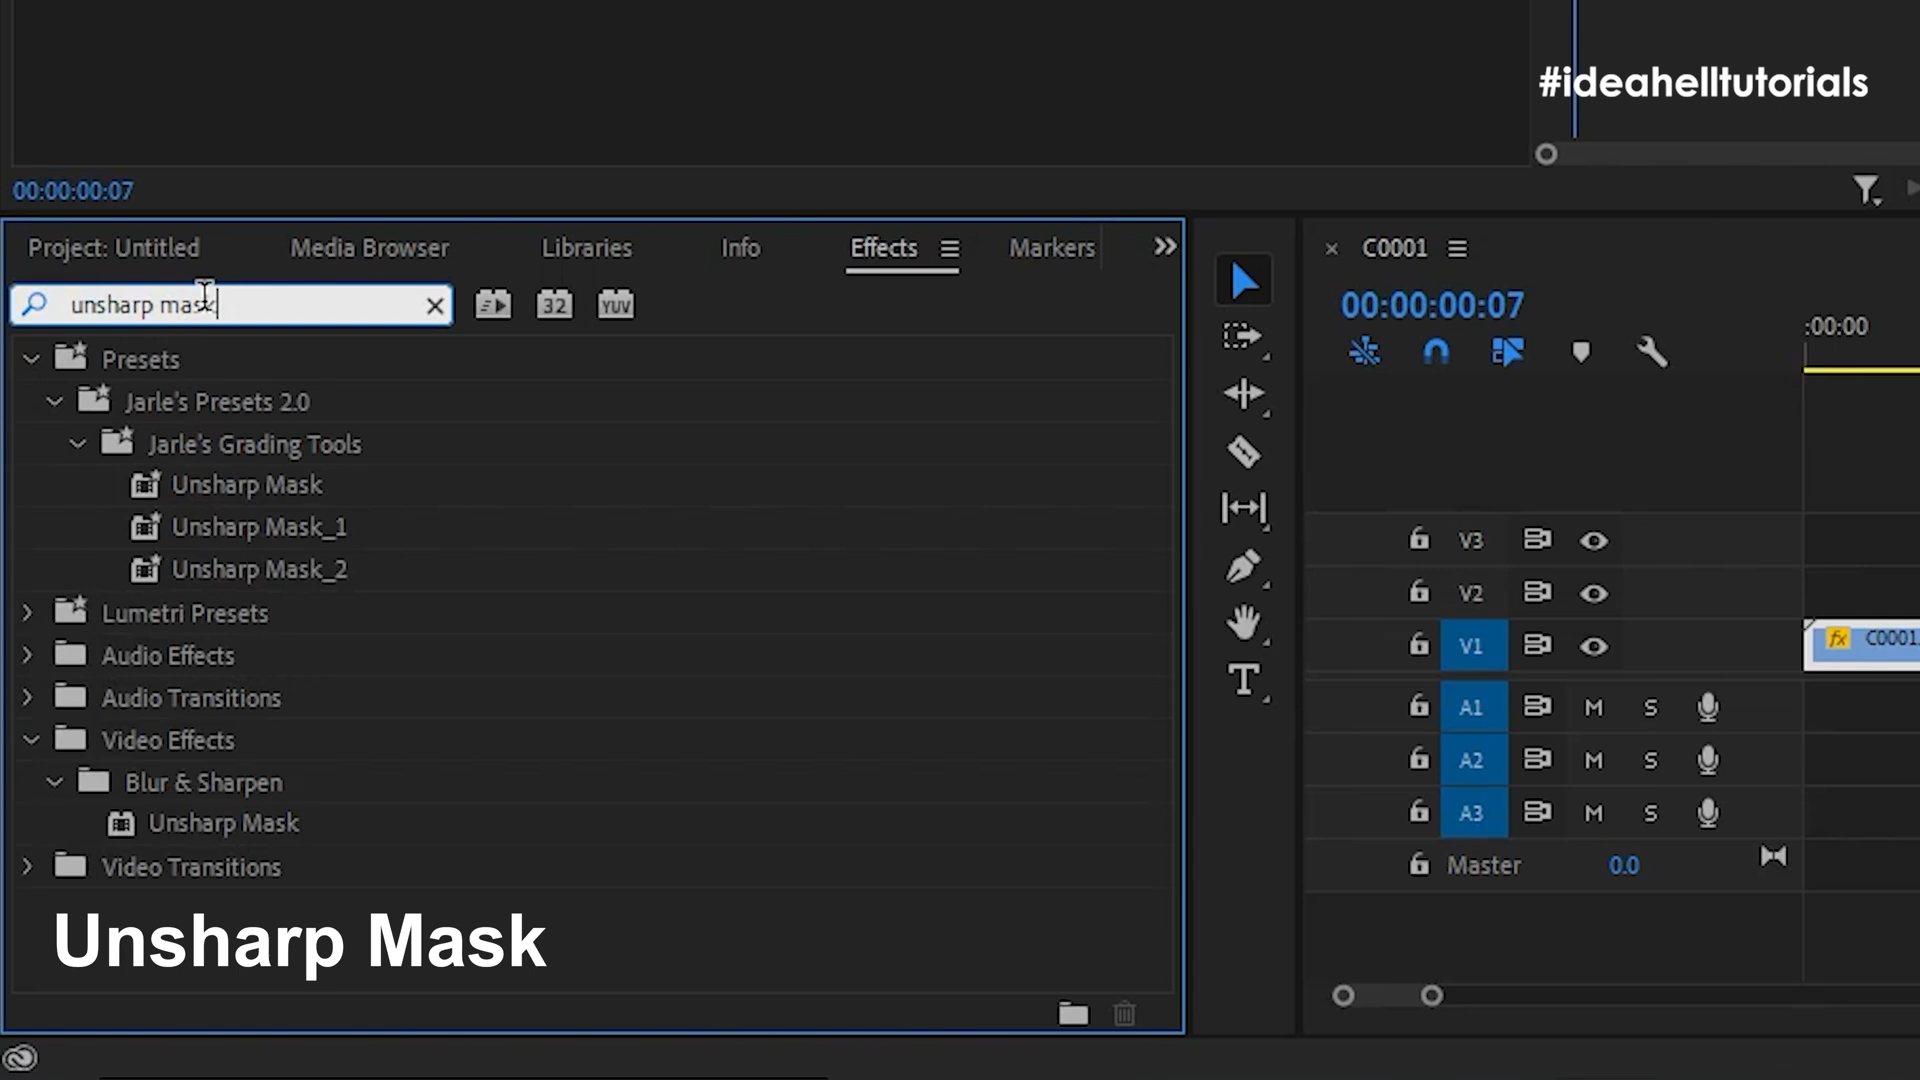 #ideahelltutorials
00:00:00:07
Project: Untitled
Media Browser
Libraries
Info
Effects
Markers
unsharp mask
32
YUV
Presets
Jarle's Presets 2.0
Jarle's Grading Tools
Unsharp Mask
Unsharp Mask_1
Unsharp Mask_2
Lumetri Presets
Audio Effects
Audio Transitions
Video Effects
Blur & Sharpen
Unsharp Mask
Video Transitions
Unsharp Mask
C0001
00:00:00:07
:00:00
V3
V2
V1
fx C0001.
A1 M S
A2 M S
A3 M S
Master 0.0